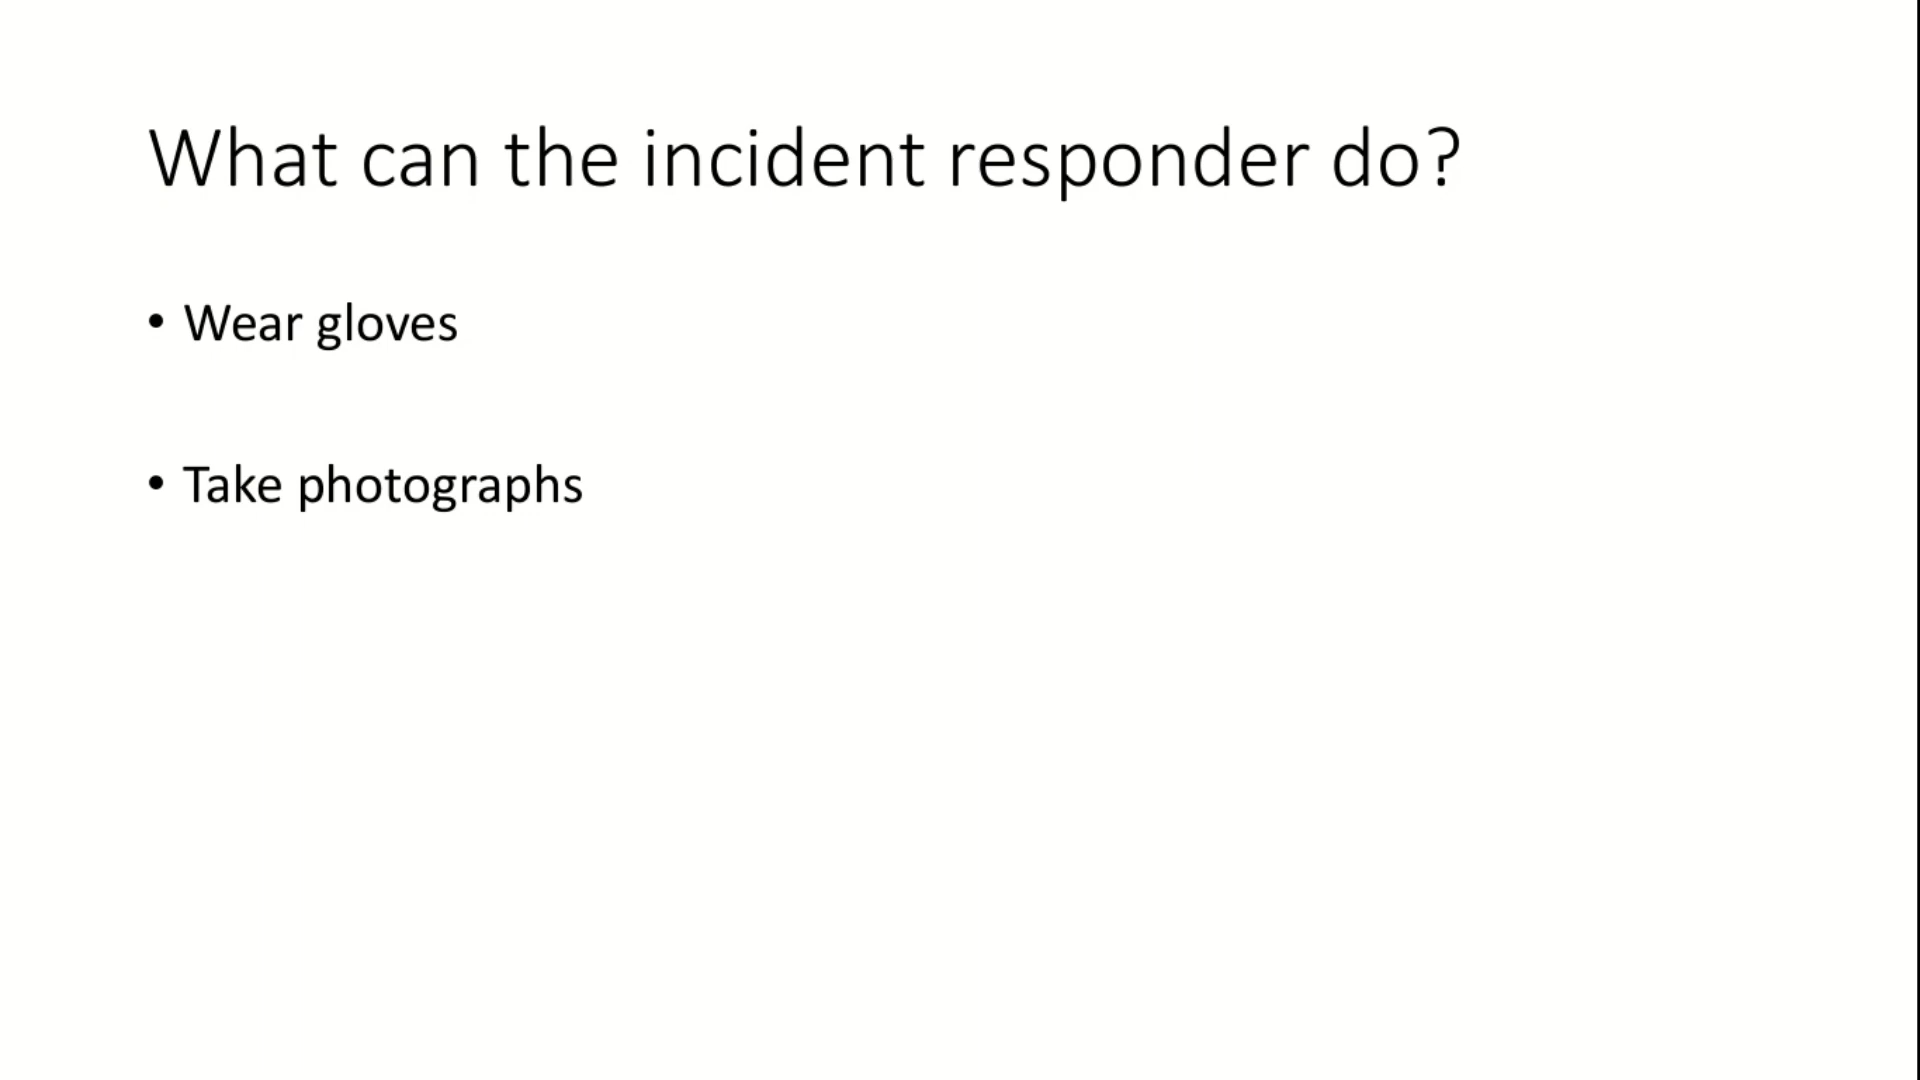 What can the incident responder do?
• Wear gloves
• Take photographs